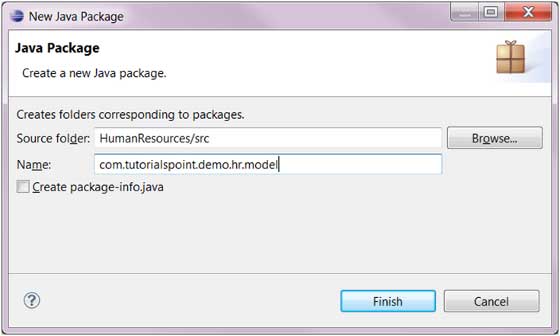 New Java Package
Java Package
Create a new Java package.
Creates folders corresponding to packages.
Source folder: HumanResources/src Browse...
Name: com.tutorialspoint.demo.hr.model
Create package-info.java
? Finish Cancel